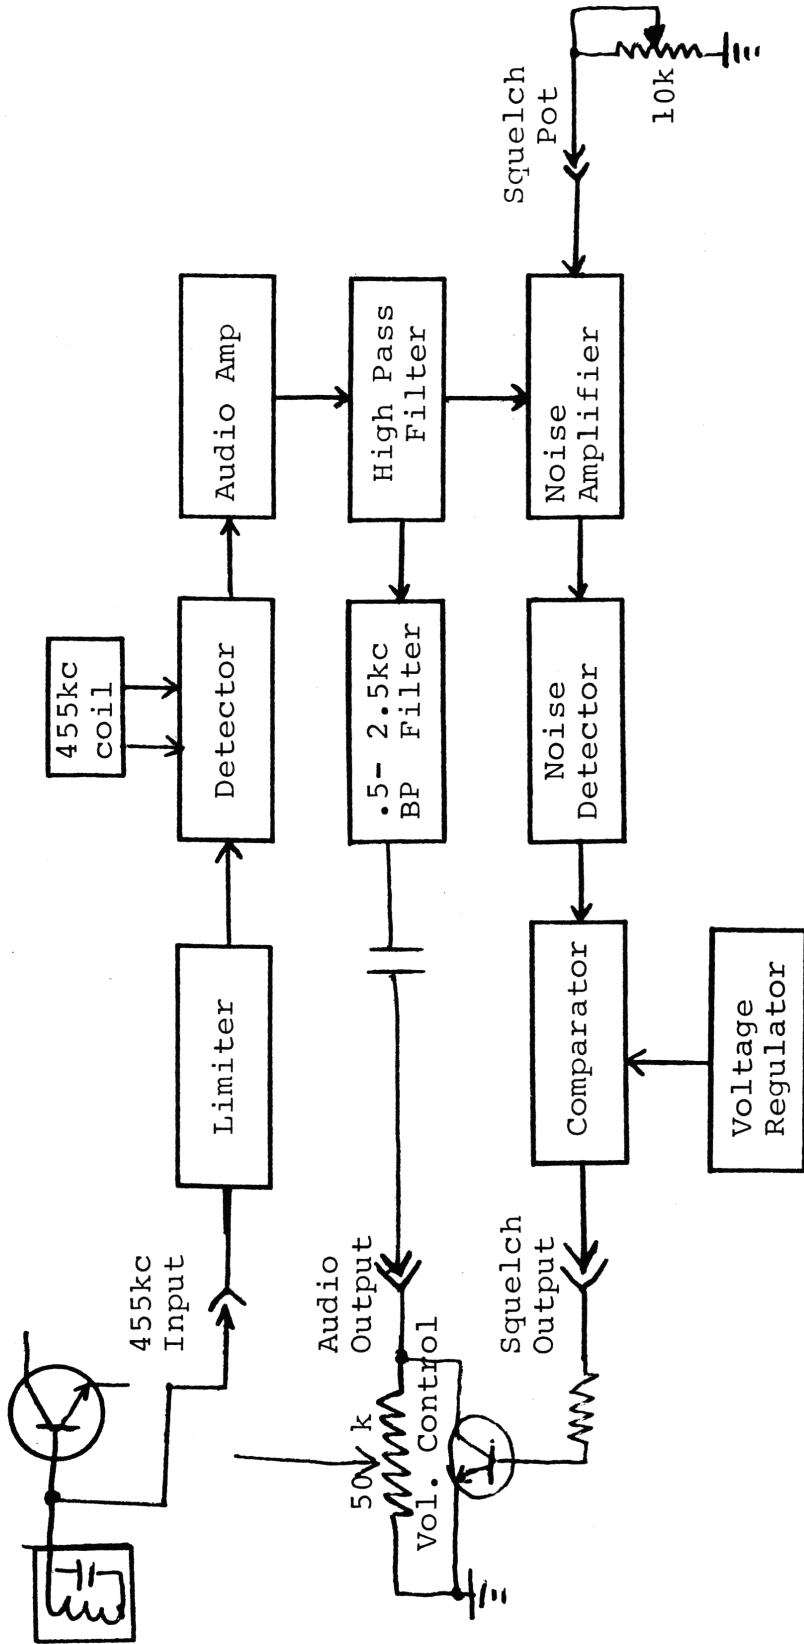 455kc
Input
Limiter
Detector
455kc
coil
Audio Amp
High Pass
Filter
.5- 2.5kc
BP Filter
Audio
Output
50 k
Vol. Control
Squelch
Pot
10k
Noise
Amplifier
Noise
Detector
Comparator
Voltage
Regulator
Squelch
Output